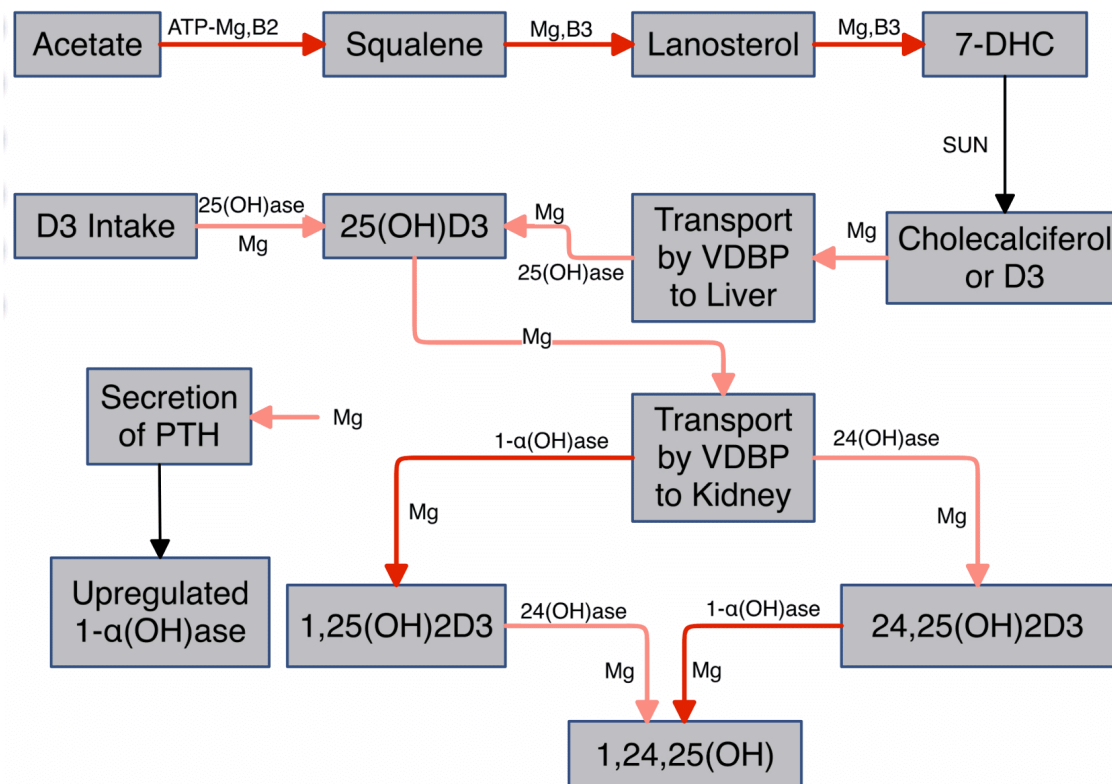 Acetate
ATP-Mg,B2
Squalene
Mg,B3
Lanosterol
Mg,B3
7-DHC
SUN
D3 Intake
25(OH)ase
Mg
25(OH)D3
Mg
25(OH)ase
Transport
by VDBP
to Liver
Mg
Cholecalciferol
or D3
Mg
Secretion
of PTH
Mg
1-α(OH)ase
Mg
Transport
by VDBP
to Kidney
24(OH)ase
Mg
Upregulated
1-α(OH)ase
1,25(OH)2D3
24(OH)ase
Mg
1-α(OH)ase
Mg
24,25(OH)2D3
1,24,25(OH)